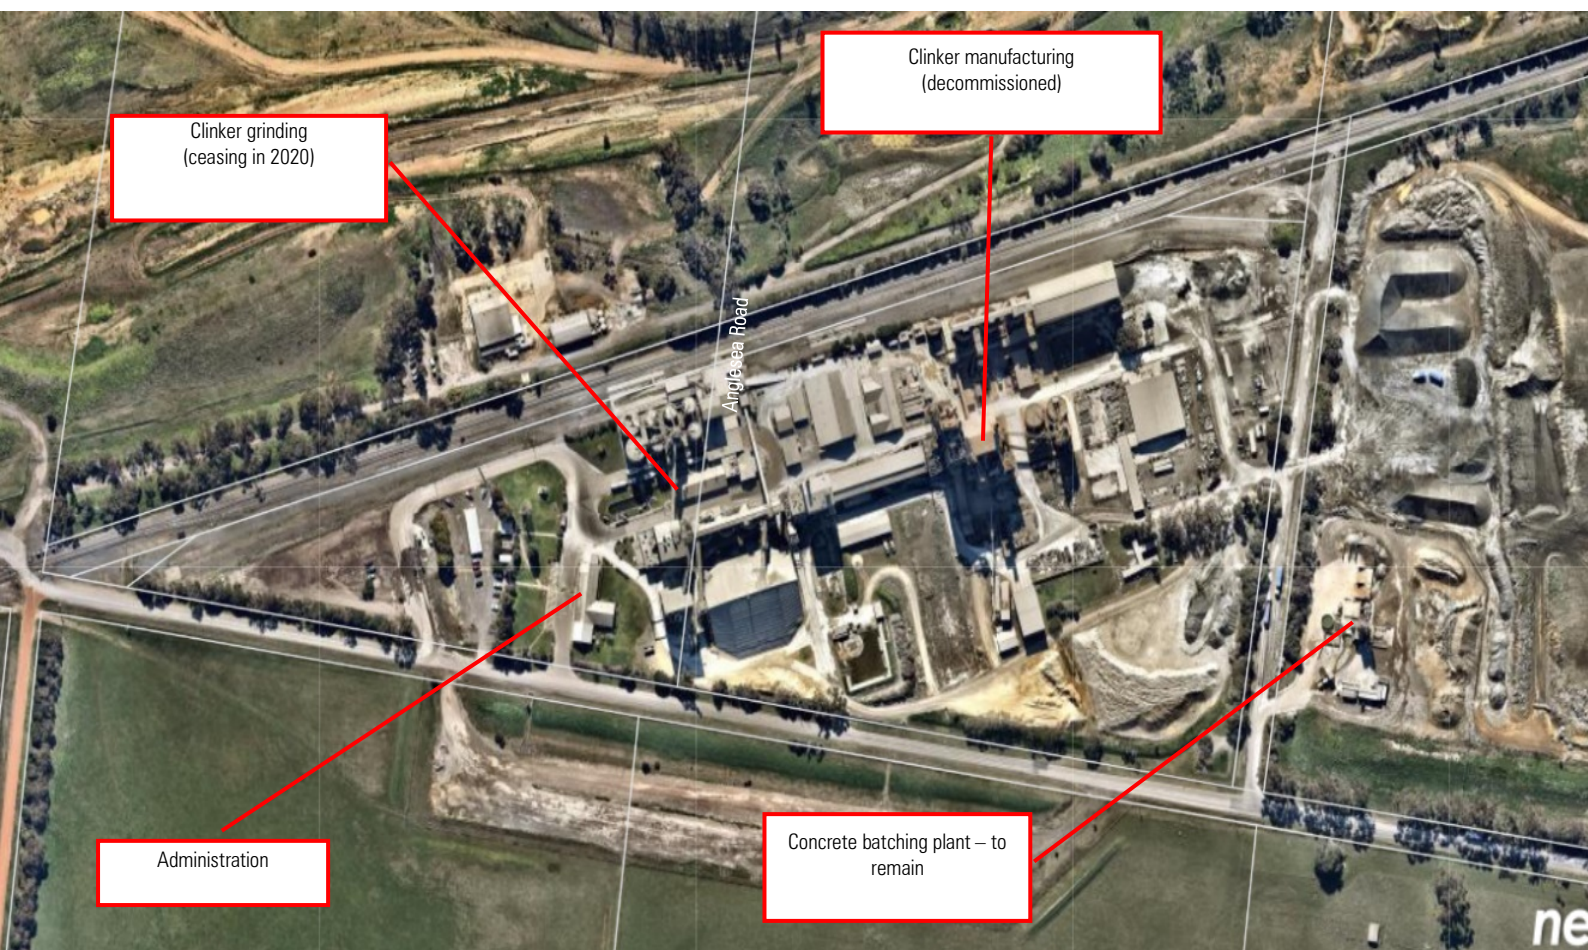 Clinker manufacturing
(decommissioned)
Clinker grinding
(ceasing in 2020)
Anglesea Road
Administration
Concrete batching plant – to
remain
ne